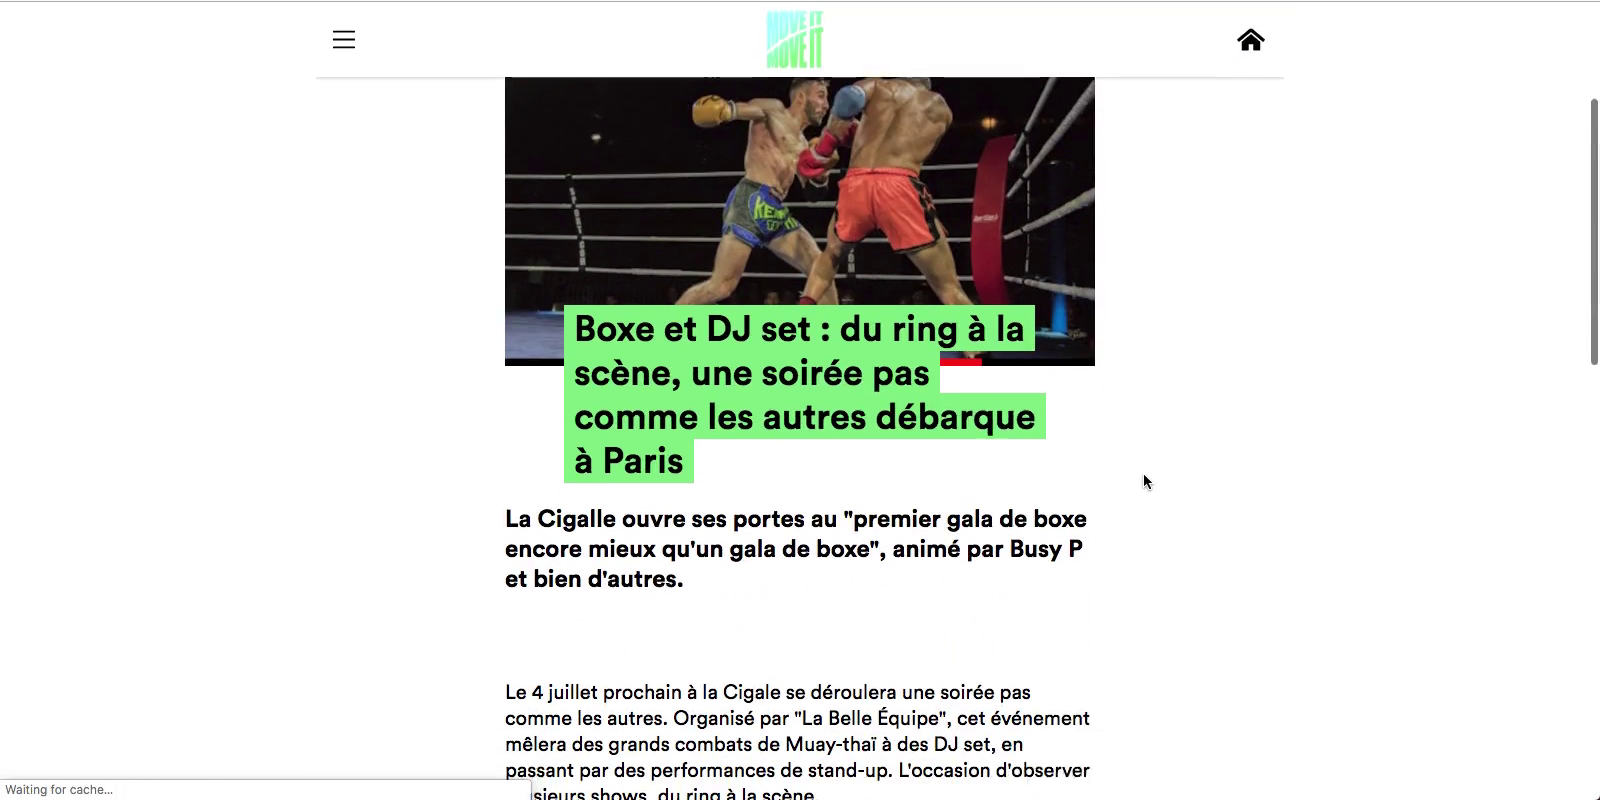 MOVE IT
MOVE IT
Boxe et DJ set : du ring à la
scène, une soirée pas
comme les autres débarque
à Paris
La Cigalle ouvre ses portes au "premier gala de boxe
encore mieux qu'un gala de boxe", animé par Busy P
et bien d'autres.
Le 4 juillet prochain à la Cigale se déroulera une soirée pas
comme les autres. Organisé par "La Belle Équipe", cet événement
mêlera des grands combats de Muay-thaï à des DJ set, en
passant par des performances de stand-up. L'occasion d'observer
shows, du ring à la scène.
Waiting for cache...